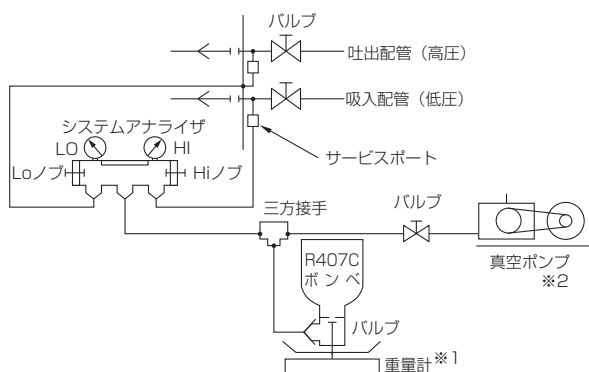 バルブ
吐出配管（高圧）
吸入配管（低圧）
システムアナライザ
LO
HI
Loノブ
Hiノブ
サービスポート
三方接手
バルブ
R407C
ボンベ
真空ポンプ
※2
バルブ
重量計※1